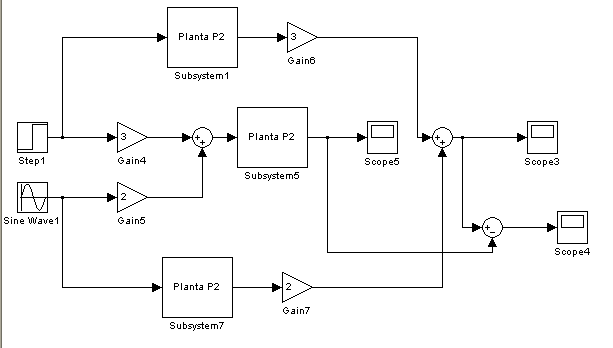 Planta P2
Subsystem1
3
Gain6
Step1
3
Gain4
+
+
Planta P2
Subsystem5
Scope5
+
+
Scope3
Sine Wave1
2
Gain5
+
−
Scope4
Planta P2
Subsystem7
2
Gain7